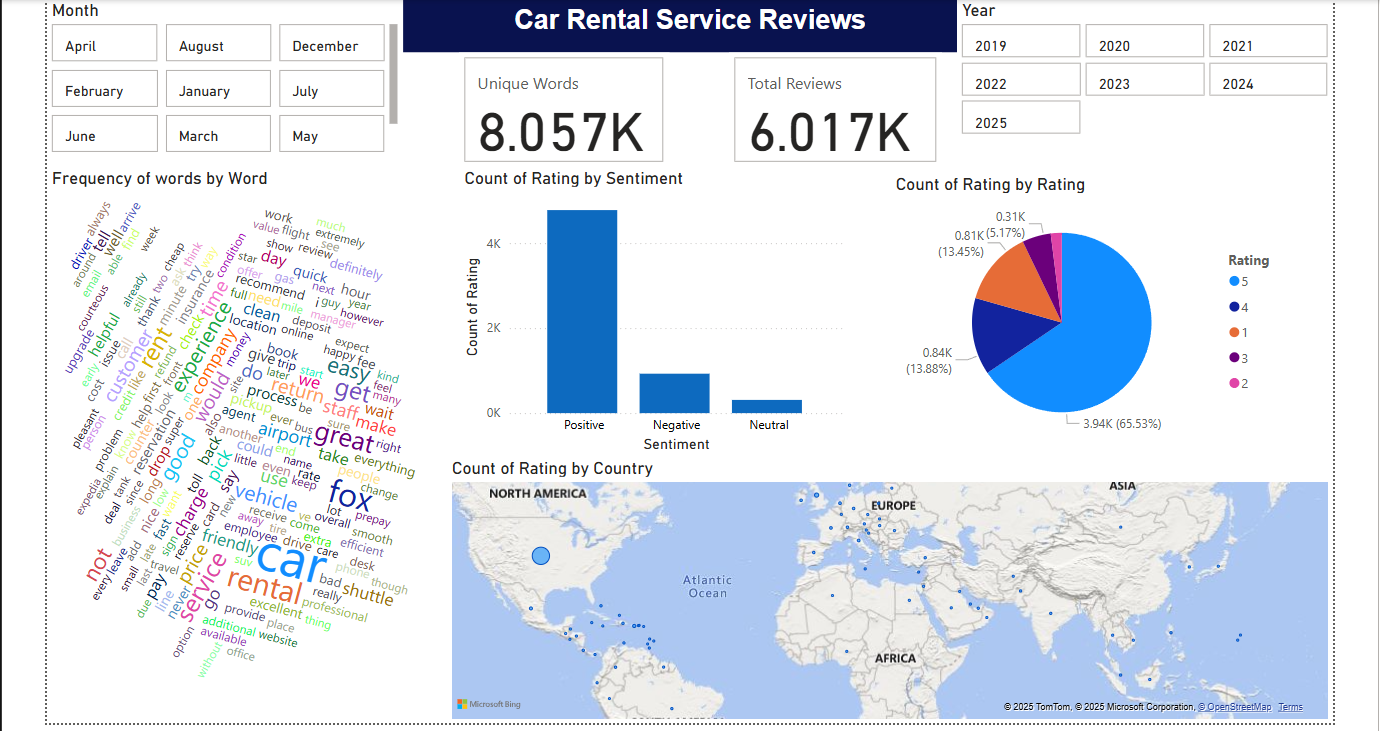 Car Rental Service Reviews
Month
April
August
December
February
January
July
June
March
May
Year
2019
2020
2021
2022
2023
2024
2025
Unique Words
8.057K
Total Reviews
6.017K
Frequency of words by Word
always
arrive
driver
tell
well
find
around
able
week
email
courteous
already
still
two
cheap
ask
think
way
thank
minute
try
insurance
condition
upgrade
helpful
issue
call
early
cost
customer
rent
check
time
like
refund
front
experience
company
money
credit
first
help
look
m
one
would
site
pleasant
person
problem
know
counter
reservation
super
also
explain
expedia
tank
since
deal
long
drop
good
back
pick
business
low
want
toll
say
nice
charge
card
new
fast
sign
reserve
not
every
leave
add
late
small
last
travel
pay
price
due
line
never
service
go
option
without
work
value
flight
much
extremely
see
show
review
star
day
definitely
offer
gas
quick
hour
recommend
next
full
need
mile
i
guy
year
clean
manager
however
location
online
deposit
expect
book
happy
fee
give
trip
kind
do
later
start
easy
feel
we
many
process
return
get
pickup
be
staff
wait
agent
ever
bus
sure
make
another
airport
great
right
could
end
take
everything
little
even
name
people
use
keep
rate
change
vehicle
fox
lot
prepay
receive
ve
overall
away
come
smooth
employee
tire
extra
efficient
friendly
drive
care
suv
car
desk
phone
though
bad
rental
really
shuttle
excellent
professional
provide
thing
place
additional
website
available
office
Count of Rating by Sentiment
Count of Rating
4K
2K
0K
Positive
Negative
Neutral
Sentiment
Count of Rating by Rating
0.31K
(5.17%)
0.81K
(13.45%)
0.84K
(13.88%)
3.94K (65.53%)
Rating
5
4
1
3
2
Count of Rating by Country
NORTH AMERICA
EUROPE
ASIA
Atlantic
Ocean
AFRICA
Microsoft Bing
© 2025 TomTom, © 2025 Microsoft Corporation, © OpenStreetMap Terms